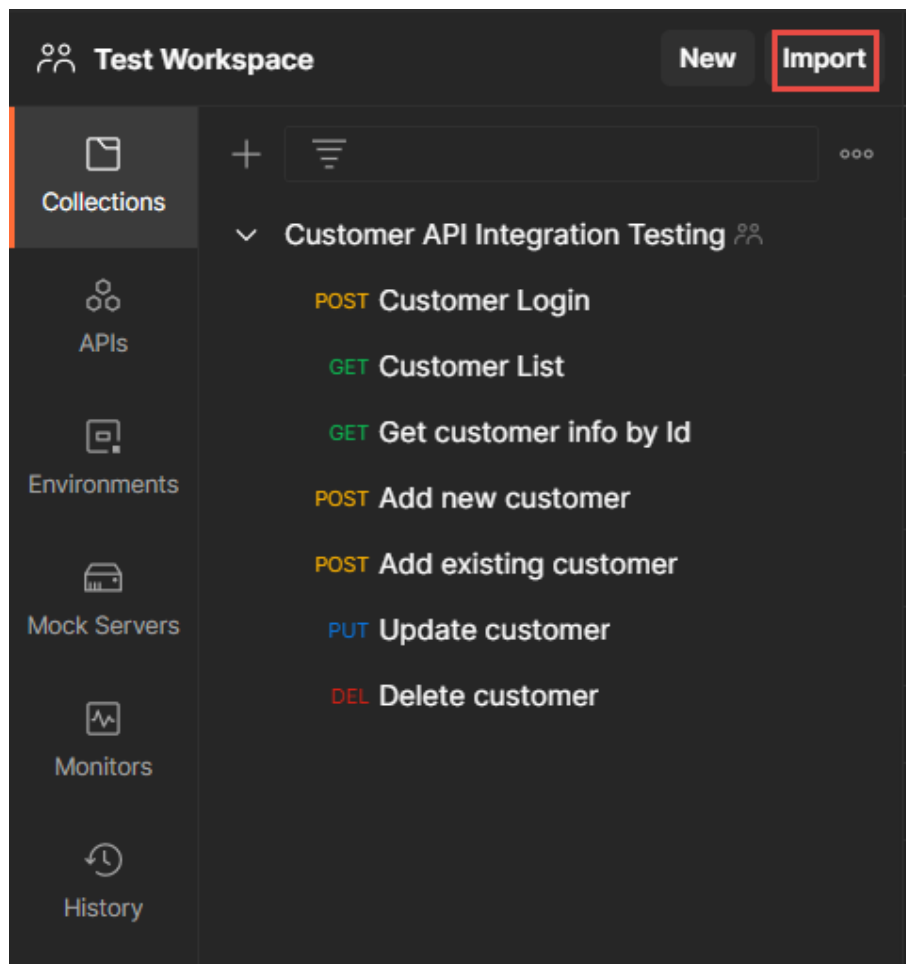 Test Workspace New Import
Collections
Customer API Integration Testing
POST Customer Login
APIs
GET Customer List
GET Get customer info by Id
Environments
POST Add new customer
POST Add existing customer
Mock Servers
PUT Update customer
DEL Delete customer
Monitors
History